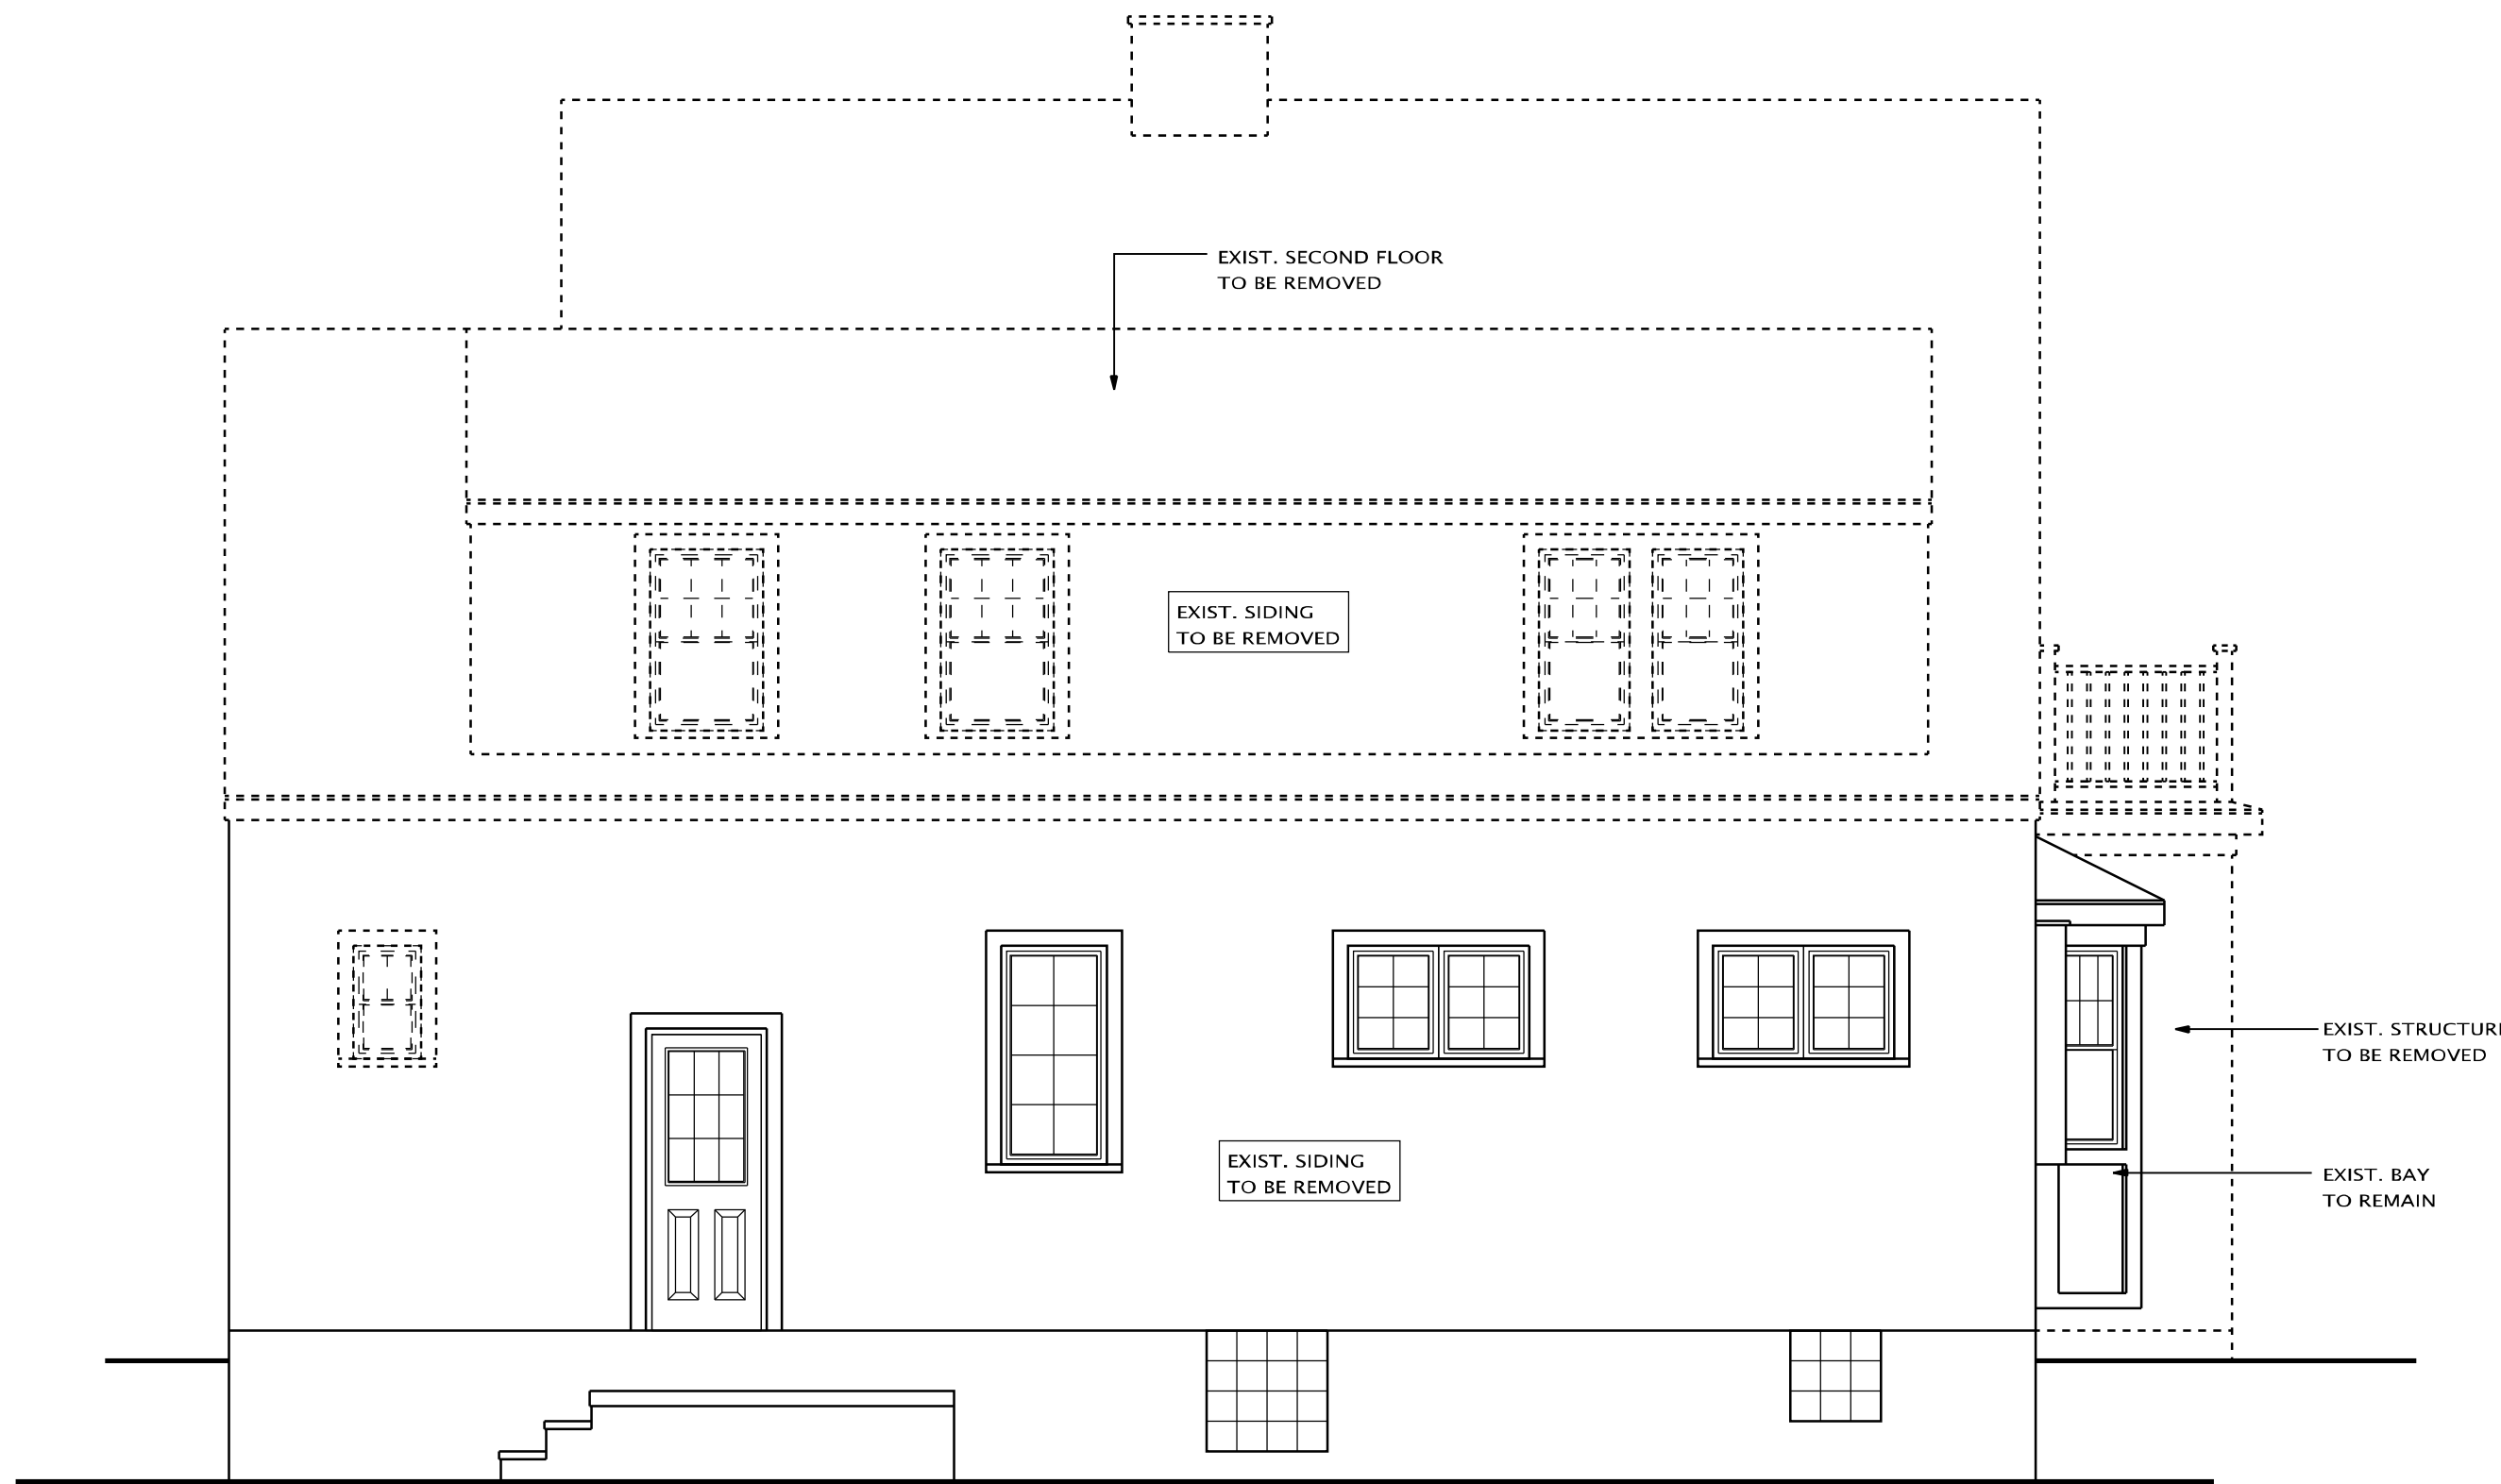 EXIST. SECOND FLOOR
TO BE REMOVED
EXIST. SIDING
TO BE REMOVED
EXIST. STRUCTURE
TO BE REMOVED
EXIST. SIDING
TO BE REMOVED
EXIST. BAY
TO REMAIN